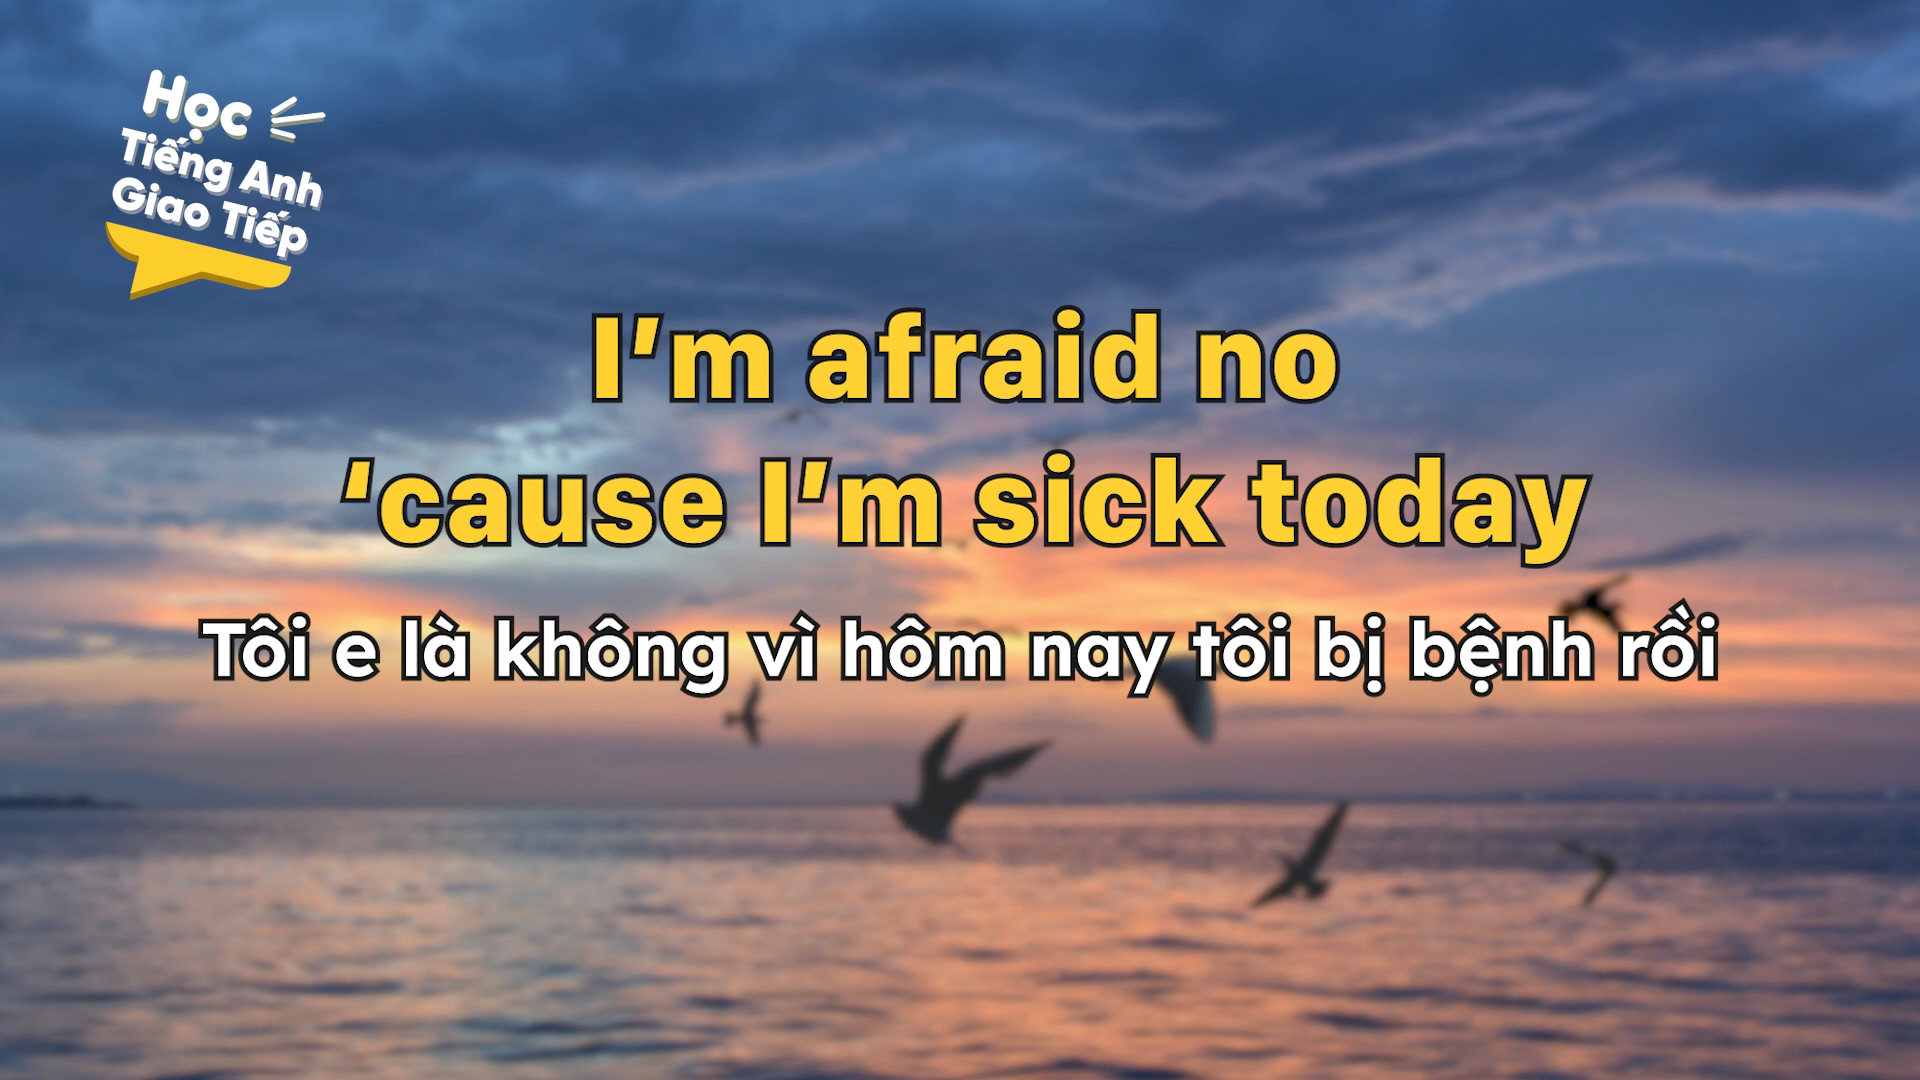 Học
Tiếng Anh
Giao Tiếp
I’m afraid no
‘cause I’m sick today
Tôi e là không vì hôm nay tôi bị bệnh rồi